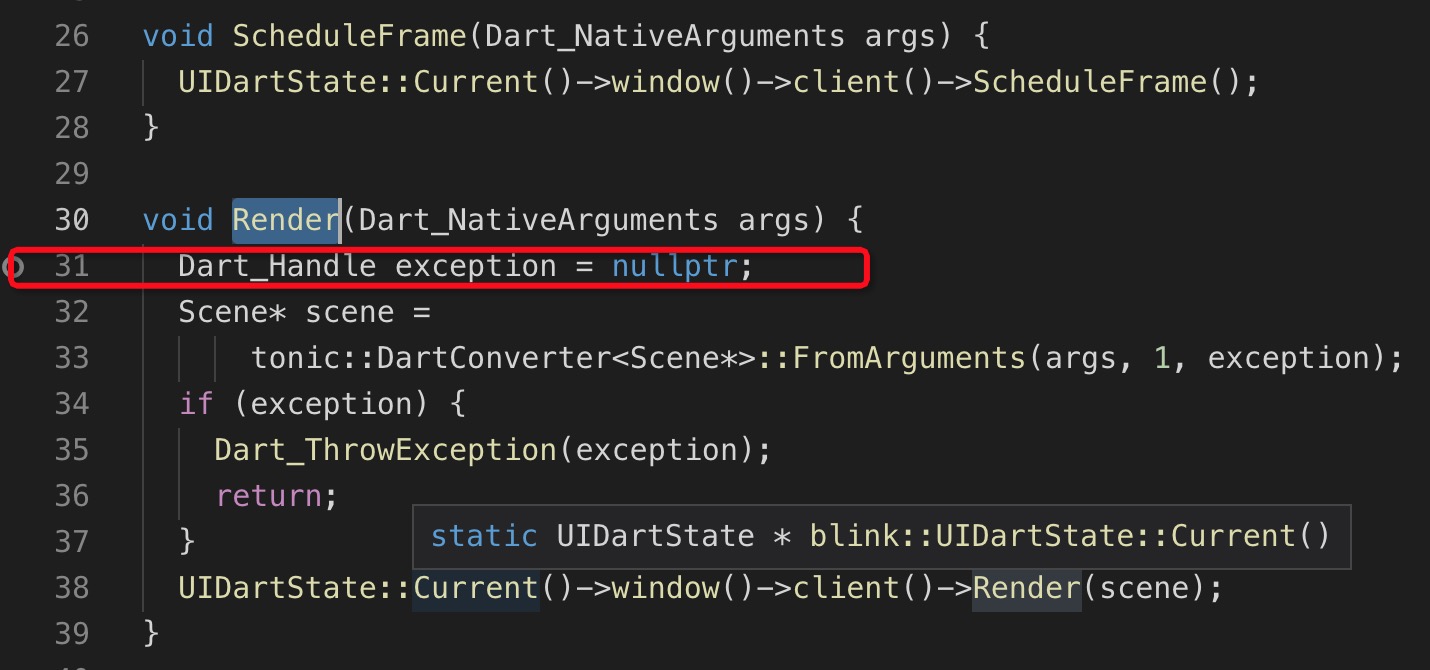 26 void ScheduleFrame(Dart_NativeArguments args) {
27 UIDartState::Current()->window()->client()->ScheduleFrame();
28 }
29
30 void Render(Dart_NativeArguments args) {
31 Dart_Handle exception = nullptr;
32 Scene* scene =
33 tonic::DartConverter<Scene*>::FromArguments(args, 1, exception);
34 if (exception) {
35 Dart_ThrowException(exception);
36 return;
static UIDartState * blink::UIDartState::Current()
37 }
38 UIDartState::Current()->window()->client()->Render(scene);
39 }